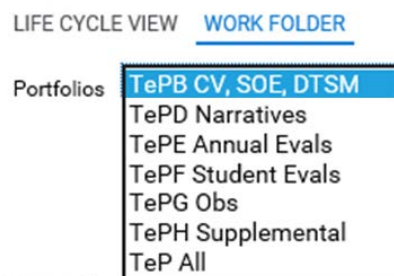 LIFE CYCLE VIEW WORK FOLDER
Portfolios TePB CV, SOE, DTSM
TePD Narratives
TePE Annual Evals
TePF Student Evals
TePG Obs
TePH Supplemental
TeP All